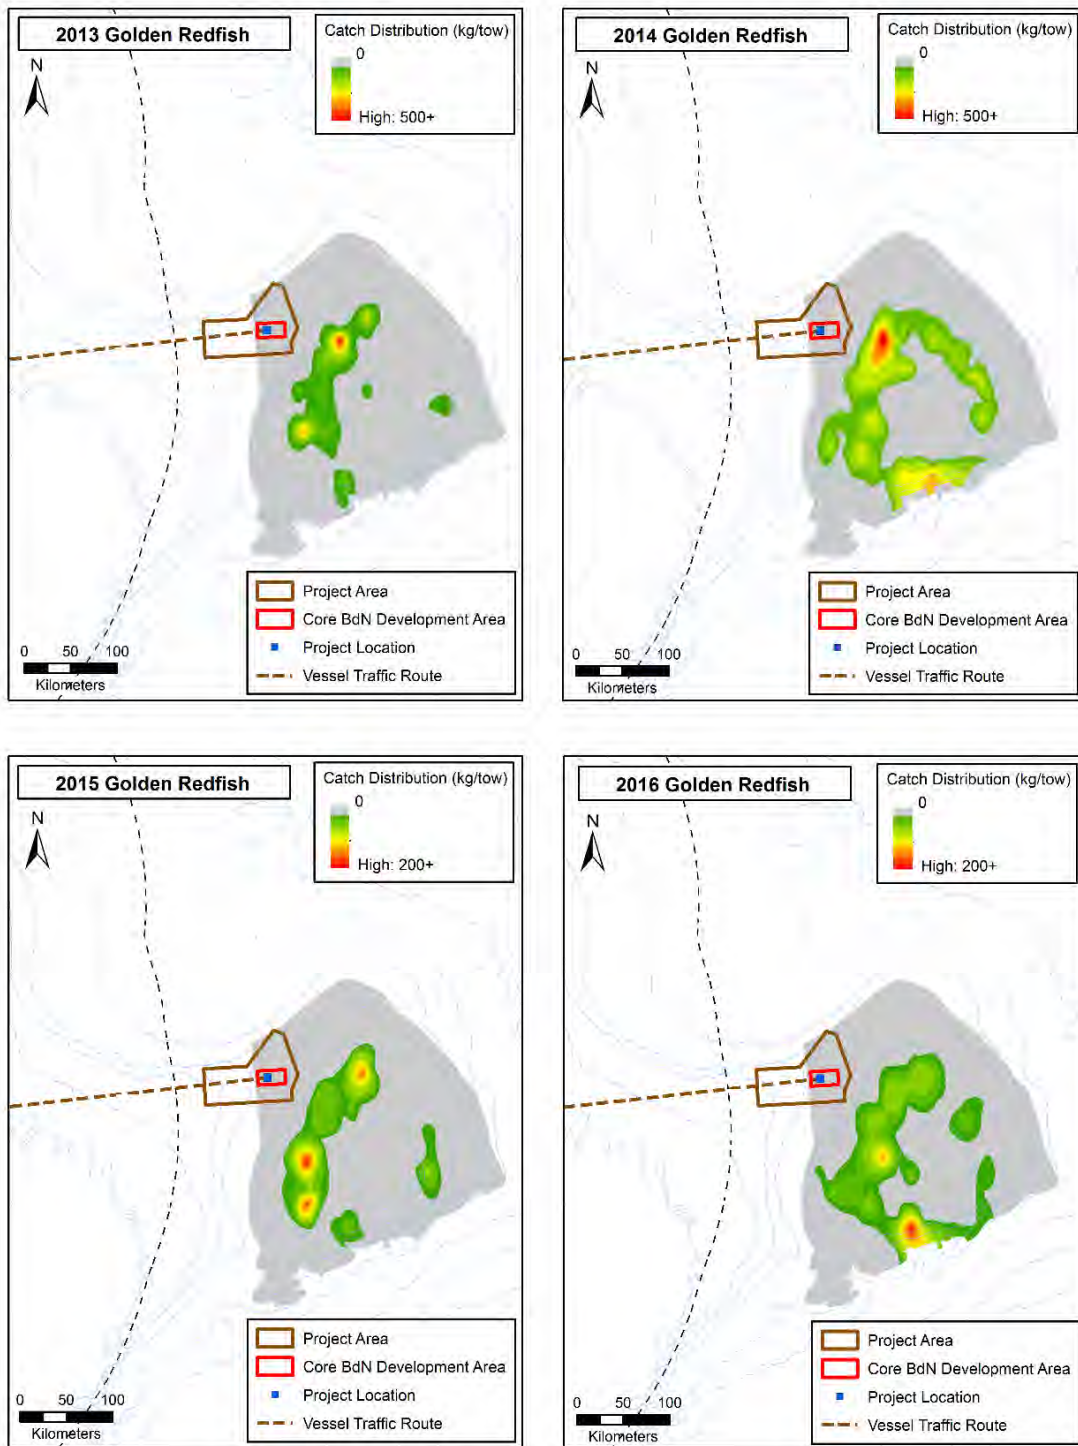 2013 Golden Redfish
Catch Distribution (kg/tow)
0
High: 500+
N
Project Area
Core BdN Development Area
Project Location
Vessel Traffic Route
0 50 100
Kilometers
2014 Golden Redfish
Catch Distribution (kg/tow)
0
High: 500+
N
Project Area
Core BdN Development Area
Project Location
Vessel Traffic Route
0 50 100
Kilometers
2015 Golden Redfish
Catch Distribution (kg/tow)
0
High: 200+
N
Project Area
Core BdN Development Area
Project Location
Vessel Traffic Route
0 50 100
Kilometers
2016 Golden Redfish
Catch Distribution (kg/tow)
0
High: 200+
N
Project Area
Core BdN Development Area
Project Location
Vessel Traffic Route
0 50 100
Kilometers